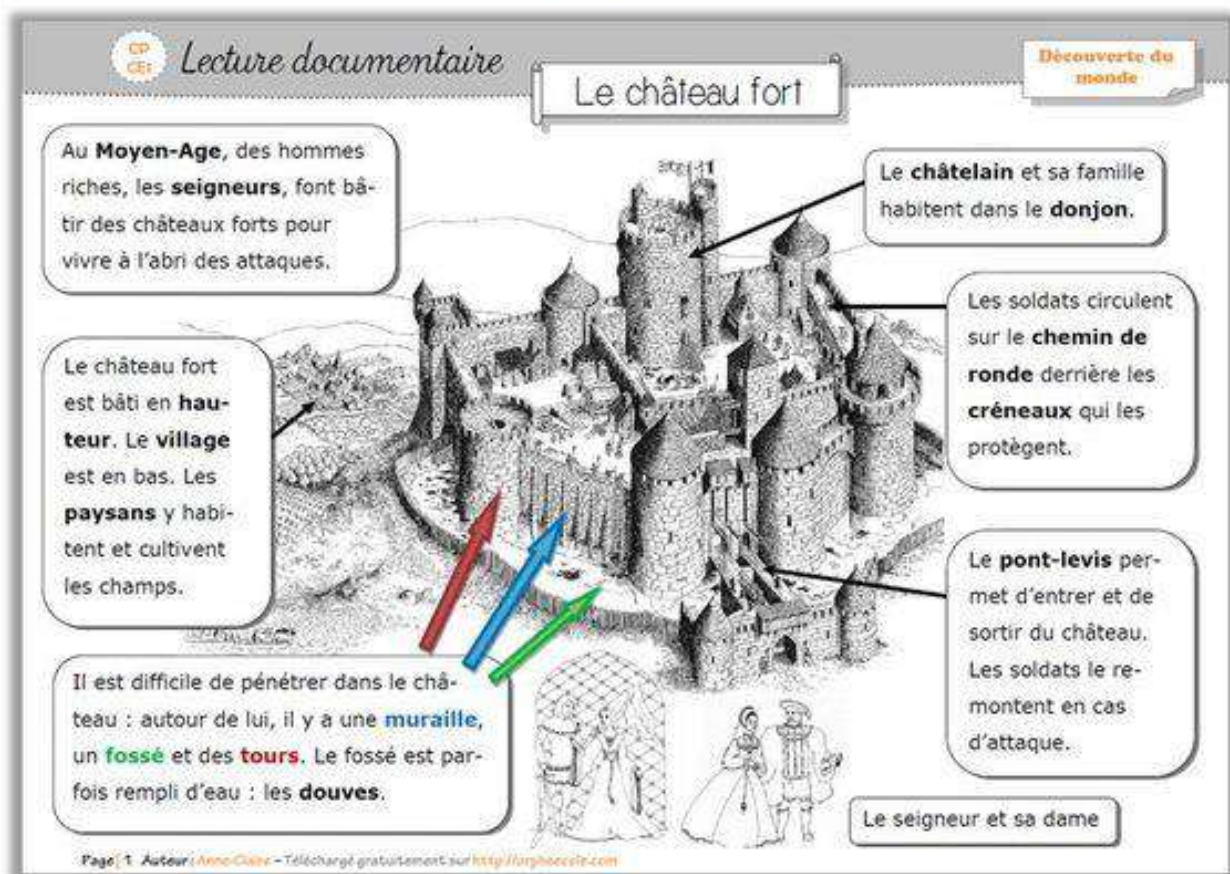 CP
CE1
Lecture documentaire
Le château fort
Découverte du
monde
Au Moyen-Age, des hommes
riches, les seigneurs, font bâ-
tir des châteaux forts pour
vivre à l'abri des attaques.
Le châtelain et sa famille
habitent dans le donjon.
Les soldats circulent
sur le chemin de
ronde derrière les
créneaux qui les
protègent.
Le château fort
est bâti en hau-
teur. Le village
est en bas. Les
paysans y habi-
tent et cultivent
les champs.
Le pont-levis per-
met d'entrer et de
sortir du château.
Les soldats le re-
montent en cas
d'attaque.
Il est difficile de pénétrer dans le châ-
teau : autour de lui, il y a une muraille,
un fossé et des tours. Le fossé est par-
fois rempli d'eau : les douves.
Le seigneur et sa dame
Page| 1 Auteur : Anne-Claire – Téléchargé gratuitement sur http://orpheecole.com